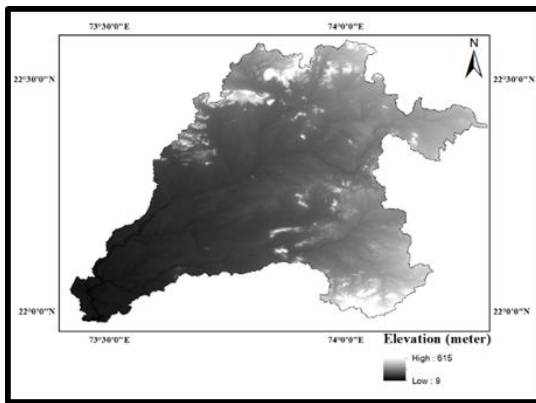 73°30'0"E 74°0'0"E
N
22°30'0"N 22°30'0"N
22°0'0"N 22°0'0"N
73°30'0"E 74°0'0"E
Elevation (meter)
High : 615
Low : 9